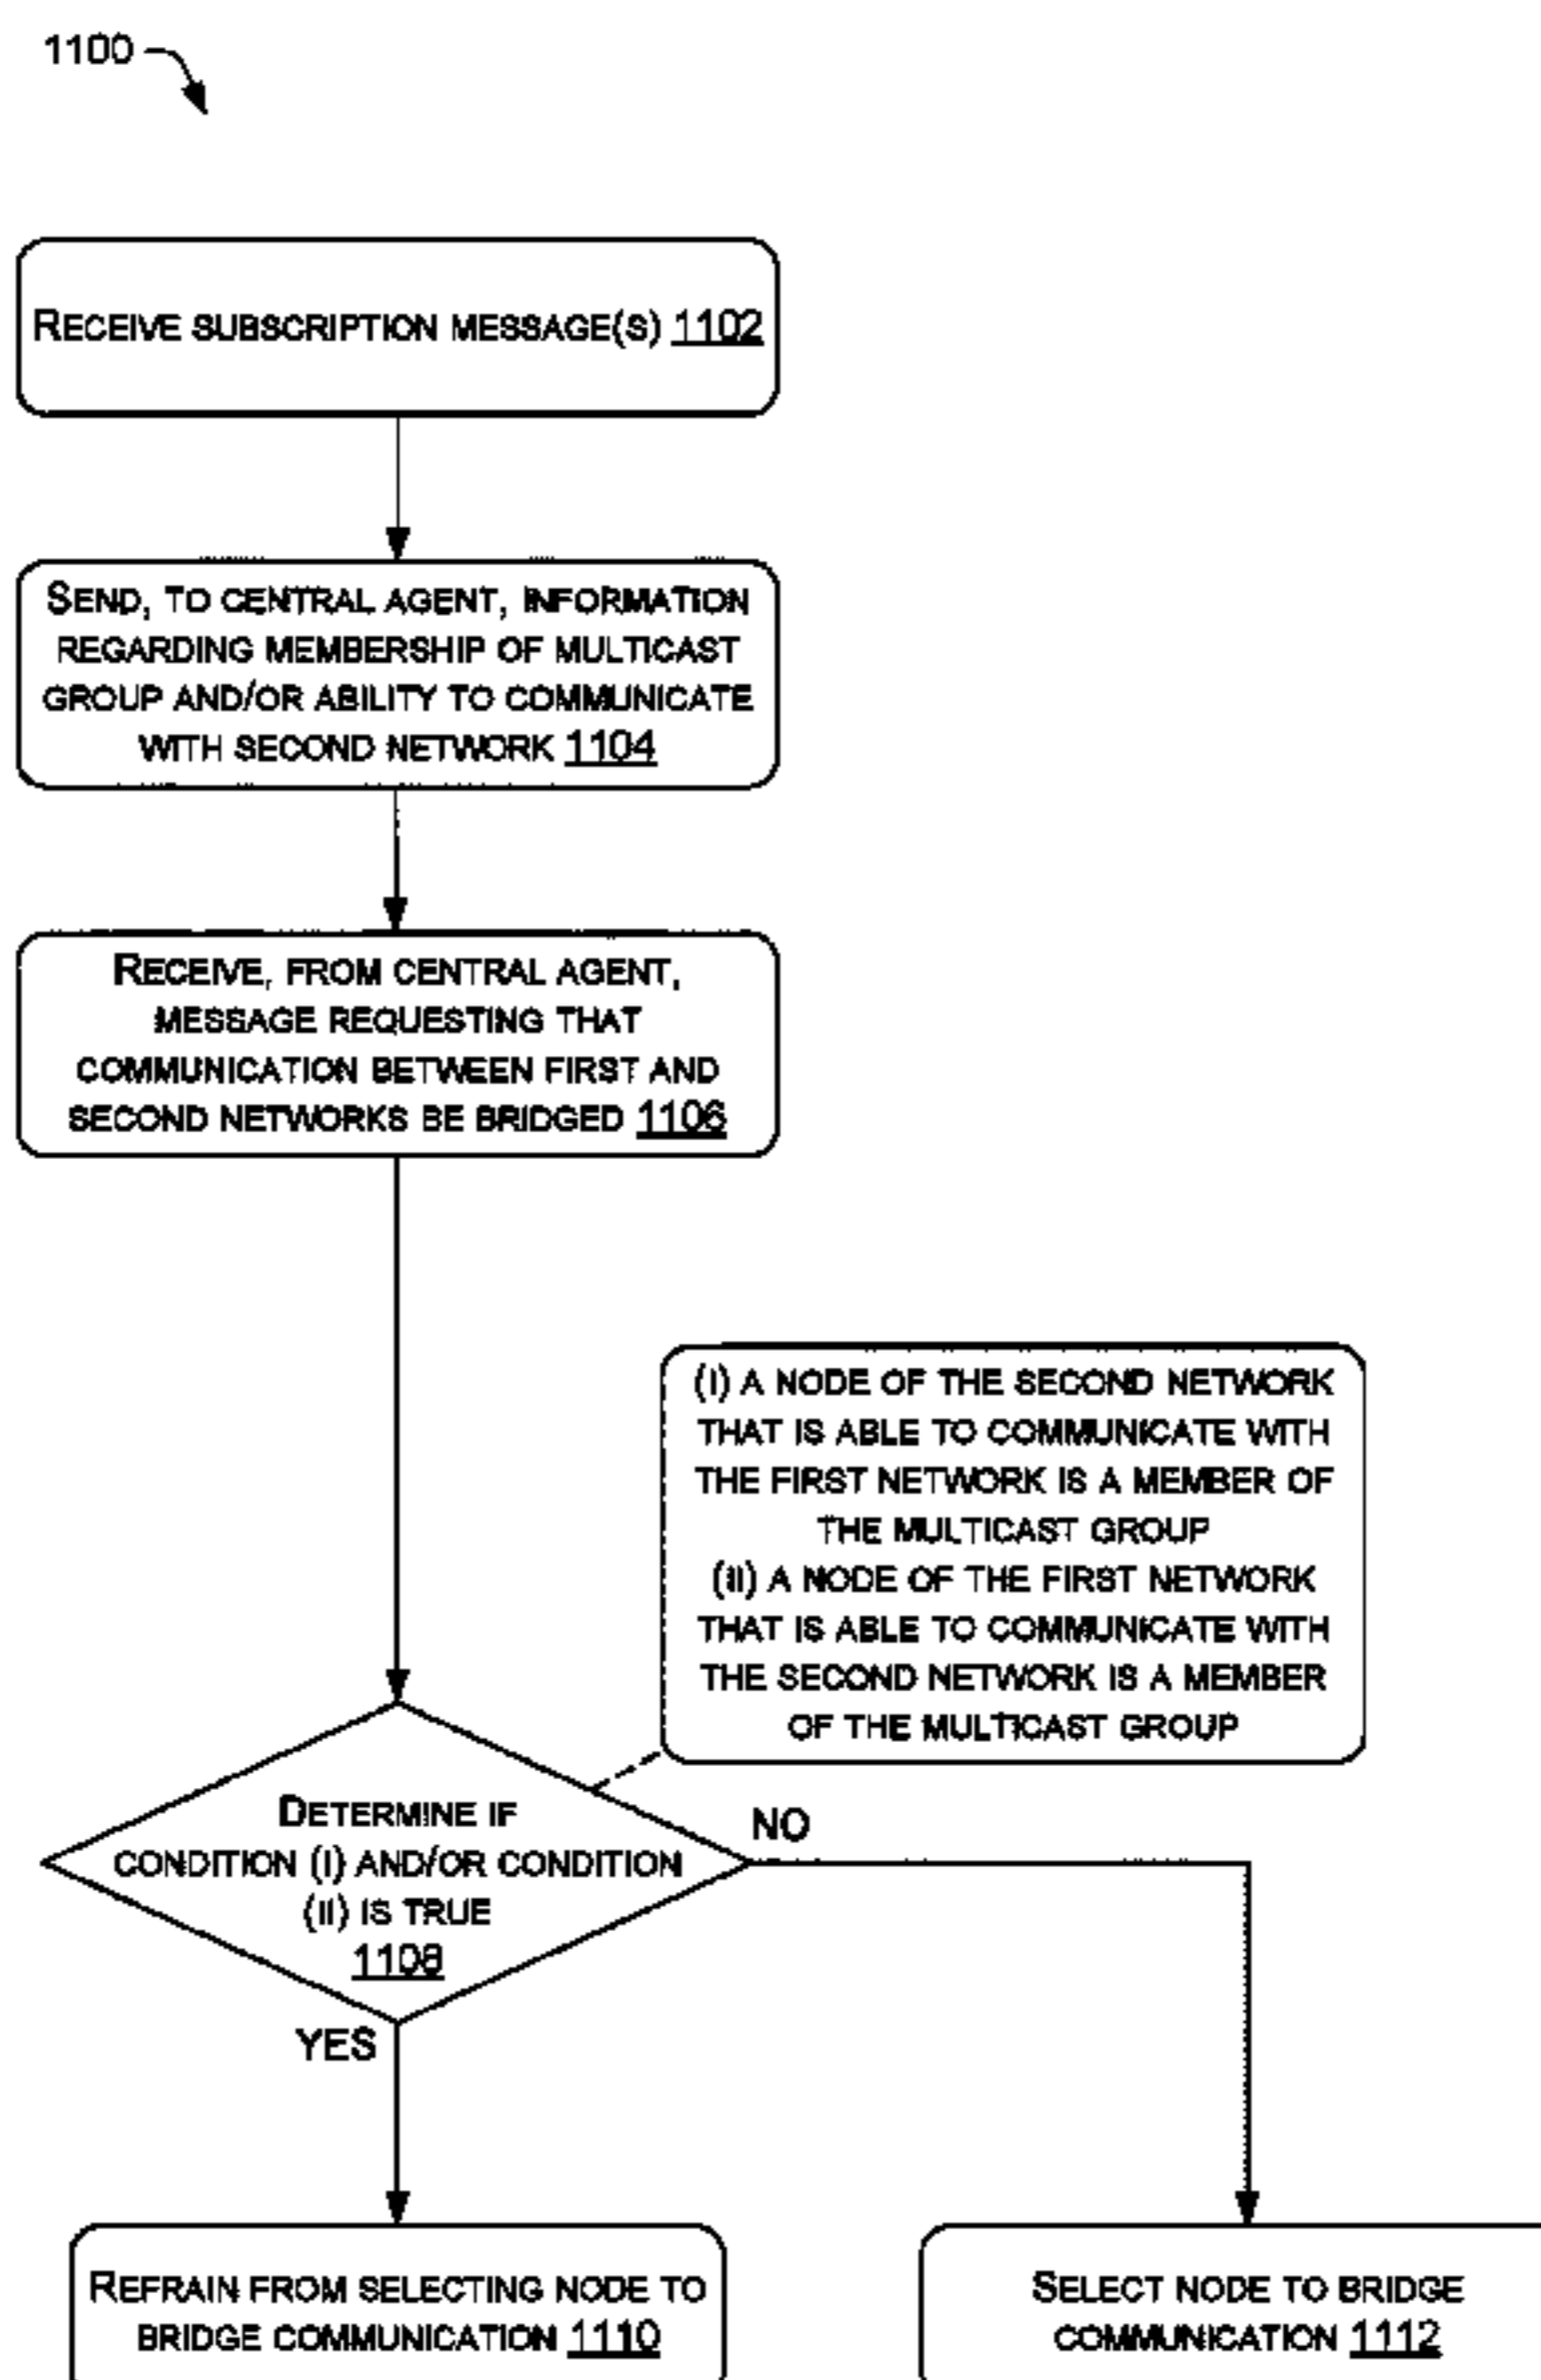 1100
RECEIVE SUBSCRIPTION MESSAGE(S) 1102
SEND, TO CENTRAL AGENT, INFORMATION
REGARDING MEMBERSHIP OF MULTICAST
GROUP AND/OR ABILITY TO COMMUNICATE
WITH SECOND NETWORK 1104
RECEIVE, FROM CENTRAL AGENT,
MESSAGE REQUESTING THAT
COMMUNICATION BETWEEN FIRST AND
SECOND NETWORKS BE BRIDGED 1106
(I) A NODE OF THE SECOND NETWORK
THAT IS ABLE TO COMMUNICATE WITH
THE FIRST NETWORK IS A MEMBER OF
THE MULTICAST GROUP
(II) A NODE OF THE FIRST NETWORK
THAT IS ABLE TO COMMUNICATE WITH
THE SECOND NETWORK IS A MEMBER
OF THE MULTICAST GROUP
DETERMINE IF
CONDITION (I) AND/OR CONDITION
(II) IS TRUE
1108
NO
YES
REFRAIN FROM SELECTING NODE TO
BRIDGE COMMUNICATION 1110
SELECT NODE TO BRIDGE
COMMUNICATION 1112